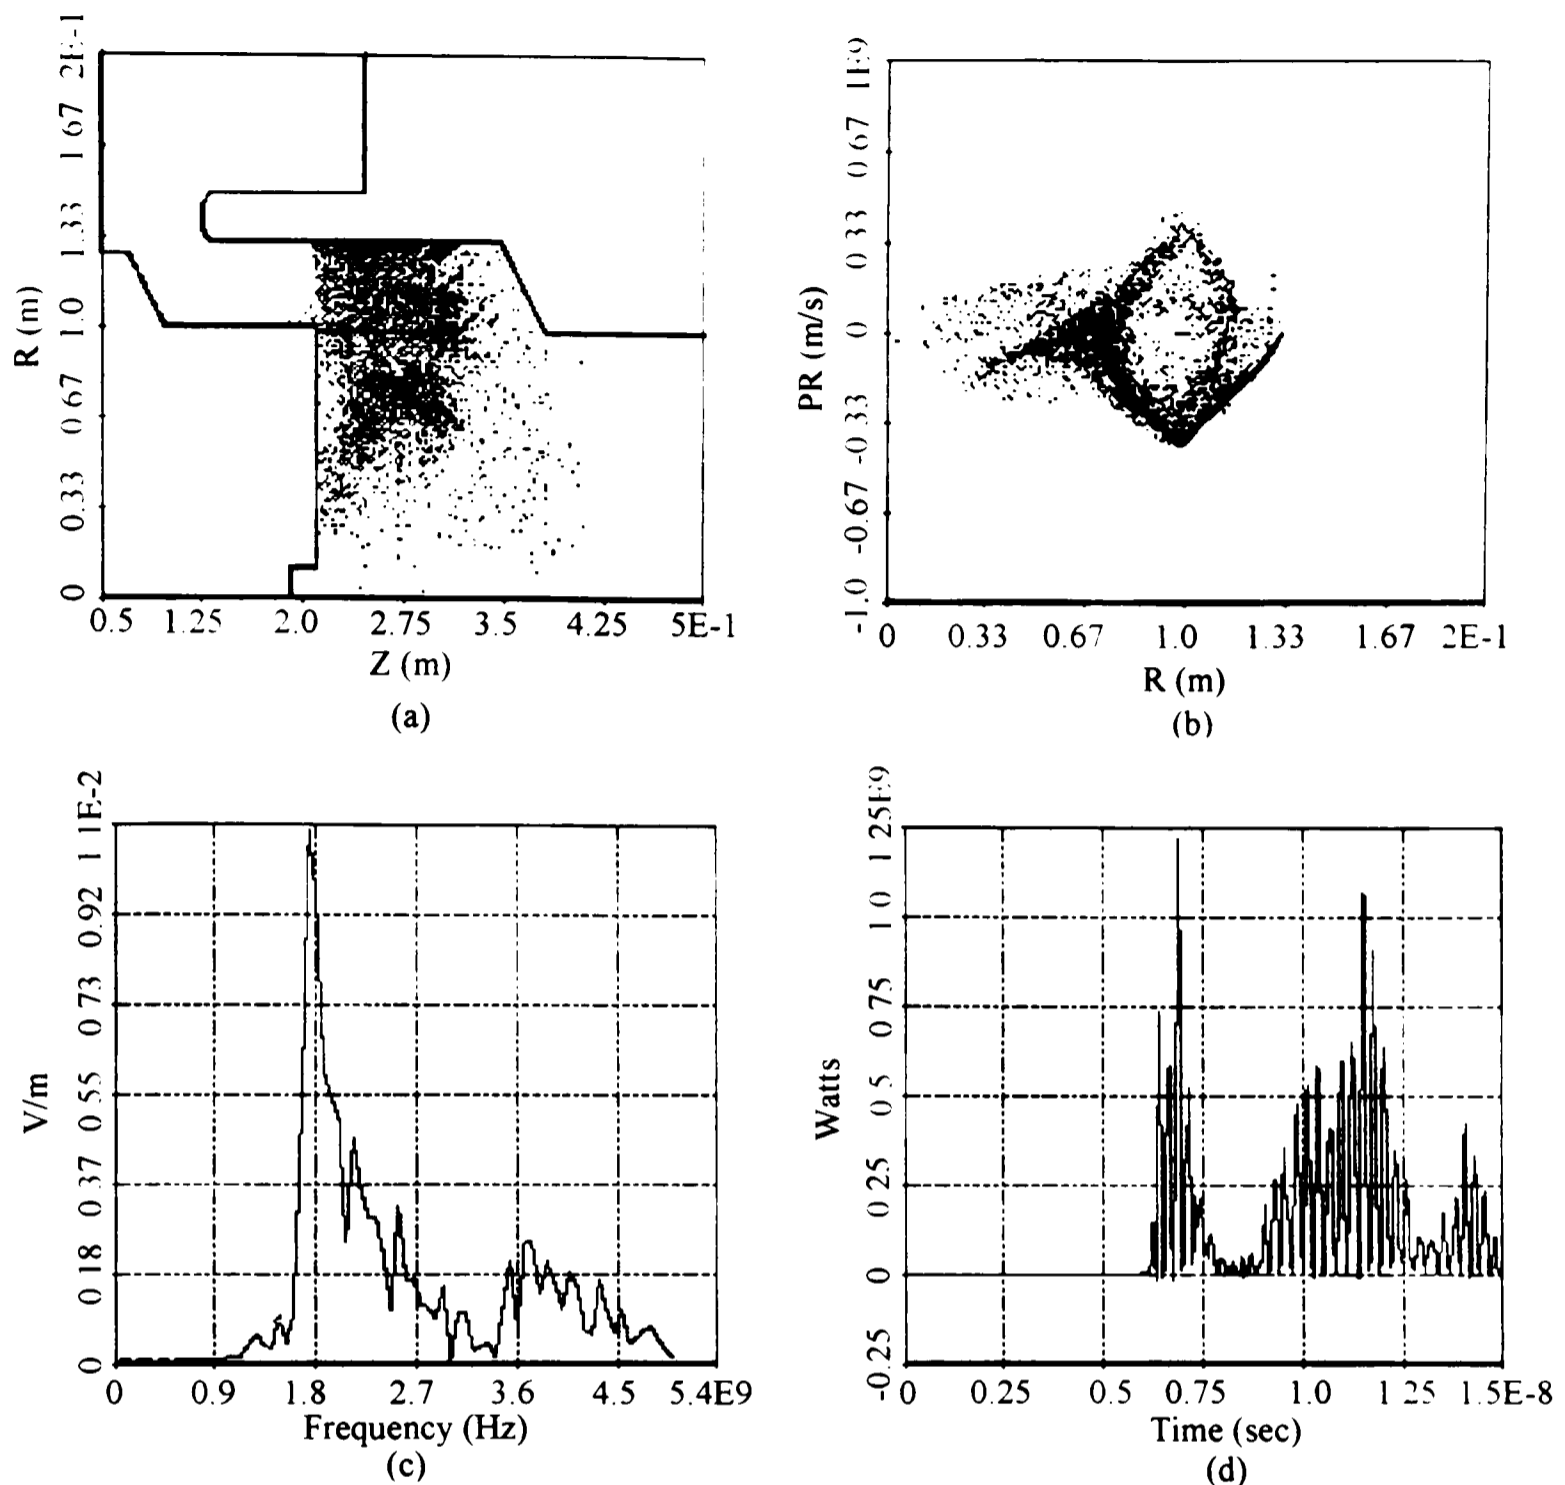 R (m)
2E-1
1.67
1.33
1.0
0.67
0.33
0
0.5 1.25 2.0 2.75 3.5 4.25 5E-1
Z (m)
(a)
PR (m/s)
1E9
0.67
0.33
0
-0.33
-0.67
-1.0
0 0.33 0.67 1.0 1.33 1.67 2E-1
R (m)
(b)
V/m
1.1E-2
0.92
0.73
0.55
0.37
0.18
0
0 0.9 1.8 2.7 3.6 4.5 5.4E9
Frequency (Hz)
(c)
Watts
1.25E9
1.0
0.75
0.5
0.25
0
-0.25
0 0.25 0.5 0.75 1.0 1.25 1.5E-8
Time (sec)
(d)